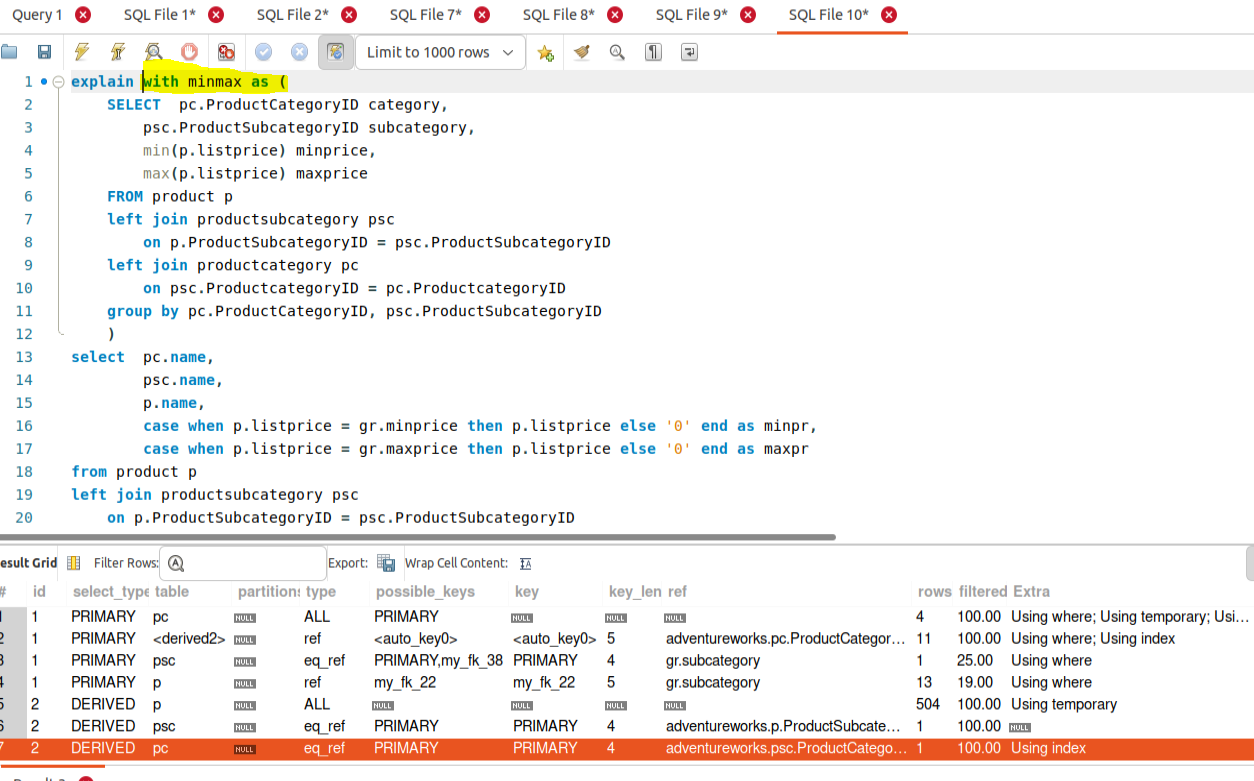 Query 1 SQL File 1* SQL File 2* SQL File 7* SQL File 8* SQL File 9* SQL File 10*
Limit to 1000 rows
1 explain with minmax as (
2 SELECT pc.ProductCategoryID category,
3 psc.ProductSubcategoryID subcategory,
4 min(p.listprice) minprice,
5 max(p.listprice) maxprice
6 FROM product p
7 left join productsubcategory psc
8 on p.ProductSubcategoryID = psc.ProductSubcategoryID
9 left join productcategory pc
10 on psc.ProductcategoryID = pc.ProductcategoryID
11 group by pc.ProductCategoryID, psc.ProductSubcategoryID
12 )
13 select pc.name,
14 psc.name,
15 p.name,
16 case when p.listprice = gr.minprice then p.listprice else '0' end as minpr,
17 case when p.listprice = gr.maxprice then p.listprice else '0' end as maxpr
18 from product p
19 left join productsubcategory psc
20 on p.ProductSubcategoryID = psc.ProductSubcategoryID
esult Grid Filter Rows: Export: Wrap Cell Content: IA
# id select_type table partitions type possible_keys key key_len ref rows filtered Extra
1 1 PRIMARY pc NULL ALL PRIMARY NULL NULL NULL 4 100.00 Using where; Using temporary; Usi...
2 1 PRIMARY <derived2> NULL ref <auto_key0> <auto_key0> 5 adventureworks.pc.ProductCategor... 11 100.00 Using where; Using index
3 1 PRIMARY psc NULL eq_ref PRIMARY,my_fk_38 PRIMARY 4 gr.subcategory 1 25.00 Using where
4 1 PRIMARY p NULL ref my_fk_22 my_fk_22 5 gr.subcategory 13 19.00 Using where
5 2 DERIVED p NULL ALL NULL NULL NULL NULL 504 100.00 Using temporary
6 2 DERIVED psc NULL eq_ref PRIMARY PRIMARY 4 adventureworks.p.ProductSubcate... 1 100.00 NULL
7 2 DERIVED pc NULL eq_ref PRIMARY PRIMARY 4 adventureworks.psc.ProductCatego... 1 100.00 Using index